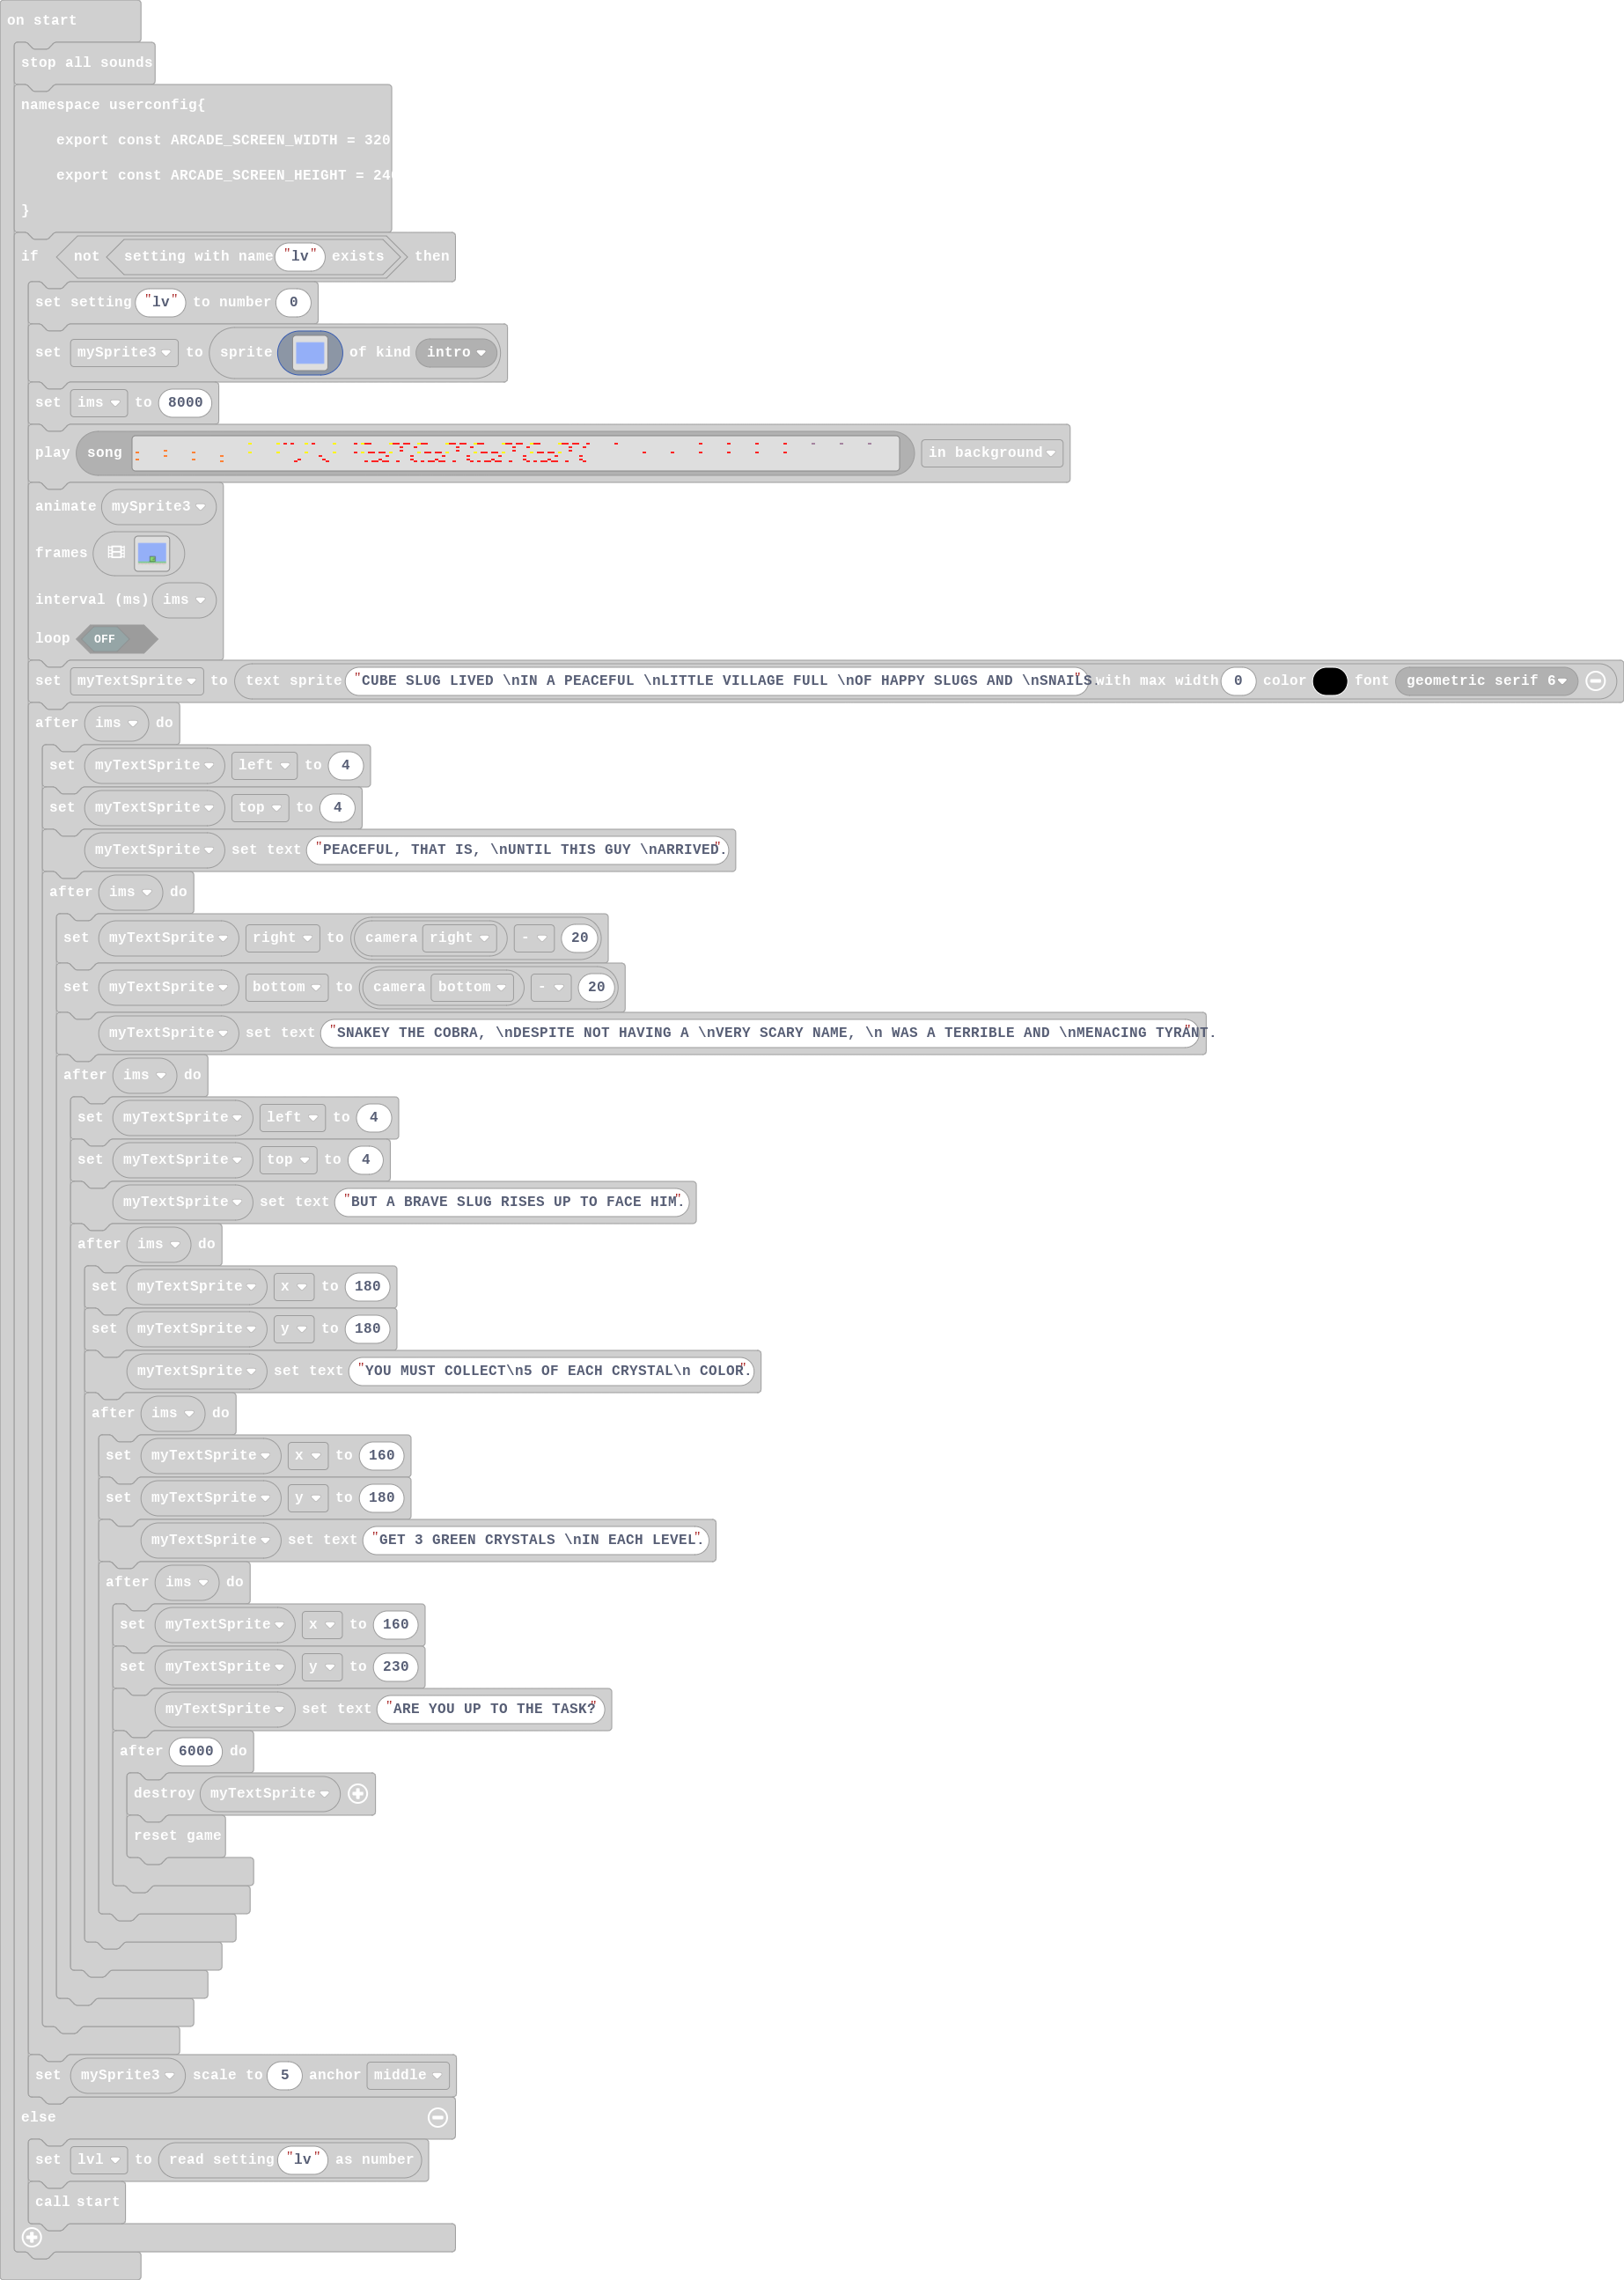 on start
stop all sounds
namespace userconfig{
export const ARCADE_SCREEN_WIDTH = 320
export const ARCADE_SCREEN_HEIGHT = 24
}
if not setting with name "lv" exists then
set setting "lv" to number 0
set mySprite3 to sprite of kind intro
set ims to 8000
play song in background
animate mySprite3
frames
interval (ms) ims
loop OFF
set myTextSprite to text sprite "CUBE SLUG LIVED \nIN A PEACEFUL \nLITTLE VILLAGE FULL \nOF HAPPY SLUGS AND \nSNAILS." with max width 0 color font geometric serif 6
after ims do
set myTextSprite left to 4
set myTextSprite top to 4
myTextSprite set text "PEACEFUL, THAT IS, \nUNTIL THIS GUY \nARRIVED."
after ims do
set myTextSprite right to camera right - 20
set myTextSprite bottom to camera bottom - 20
myTextSprite set text "SNAKEY THE COBRA, \nDESPITE NOT HAVING A \nVERY SCARY NAME, \n WAS A TERRIBLE AND \nMENACING TYRANT."
after ims do
set myTextSprite left to 4
set myTextSprite top to 4
myTextSprite set text "BUT A BRAVE SLUG RISES UP TO FACE HIM."
after ims do
set myTextSprite x to 180
set myTextSprite y to 180
myTextSprite set text "YOU MUST COLLECT\n5 OF EACH CRYSTAL\n COLOR."
after ims do
set myTextSprite x to 160
set myTextSprite y to 180
myTextSprite set text "GET 3 GREEN CRYSTALS \nIN EACH LEVEL."
after ims do
set myTextSprite x to 160
set myTextSprite y to 230
myTextSprite set text "ARE YOU UP TO THE TASK?"
after 6000 do
destroy myTextSprite
reset game
set mySprite3 scale to 5 anchor middle
else
set lvl to read setting "lv" as number
call start